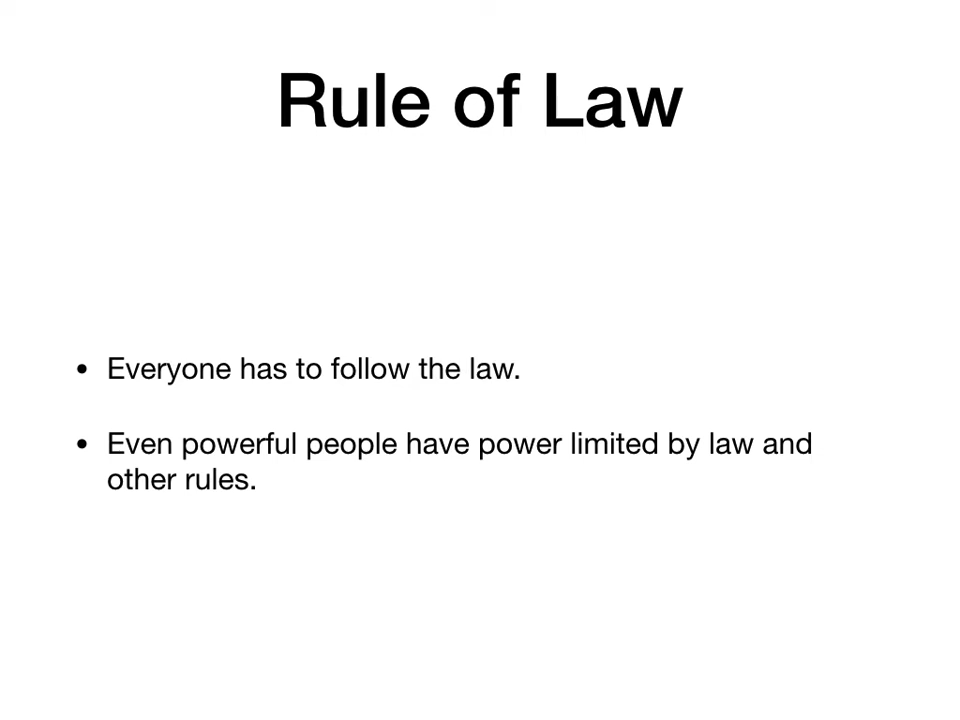 Rule of Law
• Everyone has to follow the law.
• Even powerful people have power limited by law and
other rules.